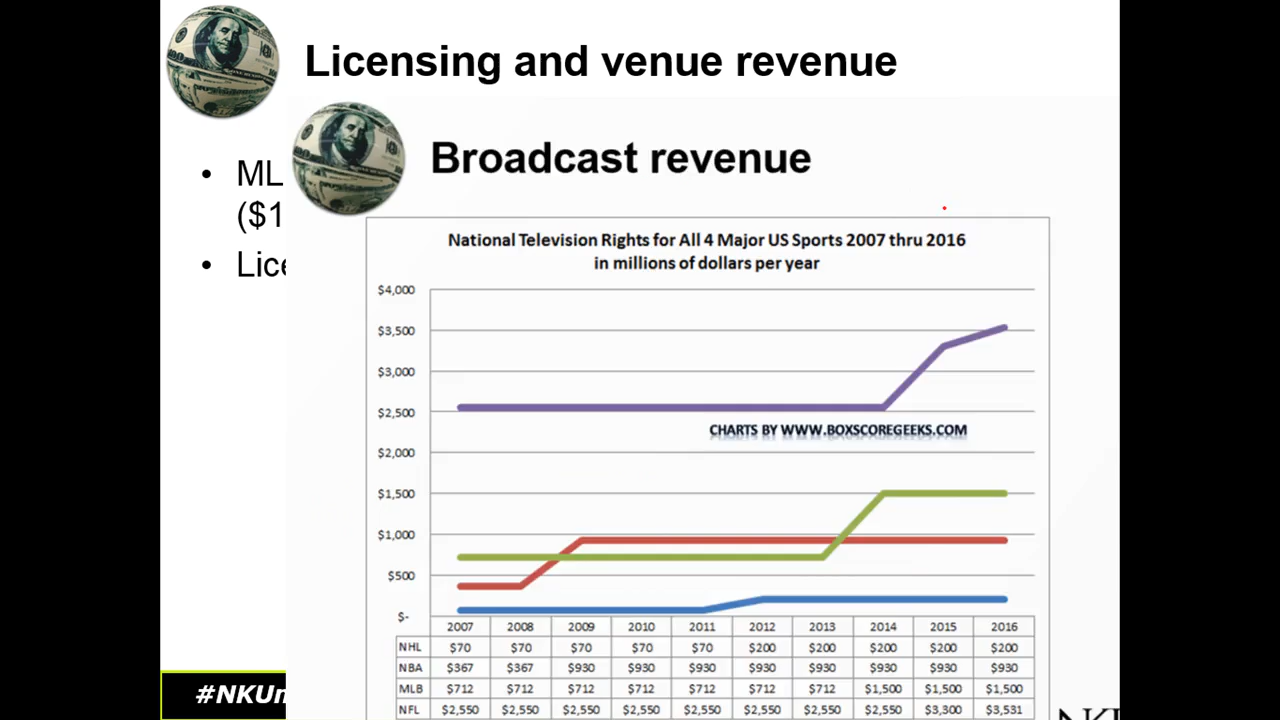 Licensing and venue revenue
Broadcast revenue
• ML
($1
• Lice
National Television Rights for All 4 Major US Sports 2007 thru 2016
in millions of dollars per year
$4,000
$3,500
$3,000
$2,500
CHARTS BY WWW.BOXSCOREGEEKS.COM
$2,000
$1,500
$1,000
$500
$-
2007 2008 2009 2010 2011 2012 2013 2014 2015 2016
NHL $70 $70 $70 $70 $70 $200 $200 $200 $200 $200
NBA $367 $367 $930 $930 $930 $930 $930 $930 $930 $930
MLB $712 $712 $712 $712 $712 $712 $712 $1,500 $1,500 $1,500
NFL $2,550 $2,550 $2,550 $2,550 $2,550 $2,550 $2,550 $2,550 $3,300 $3,531
#NKUm